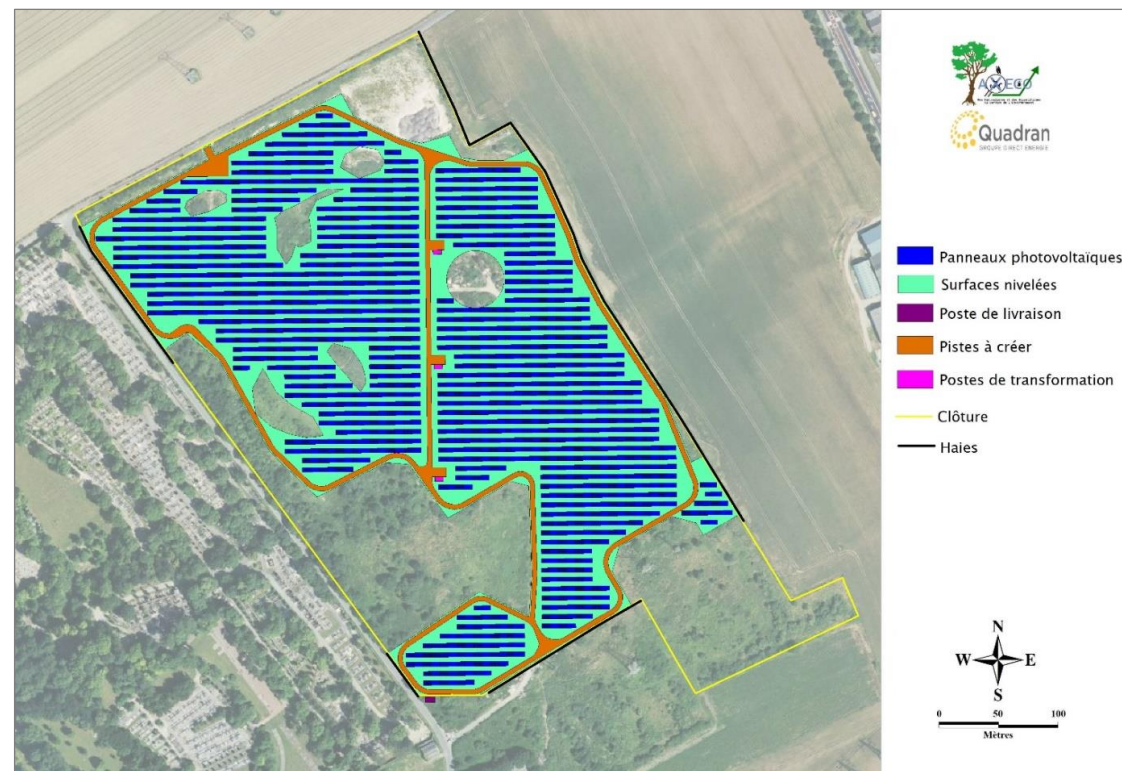 AXECO
Quadran
GROUPE DIRECT ENERGIE
Panneaux photovoltaïques
Surfaces nivelées
Poste de livraison
Pistes à créer
Postes de transformation
Clôture
Haies
N
W E
S
0 50 100
Mètres